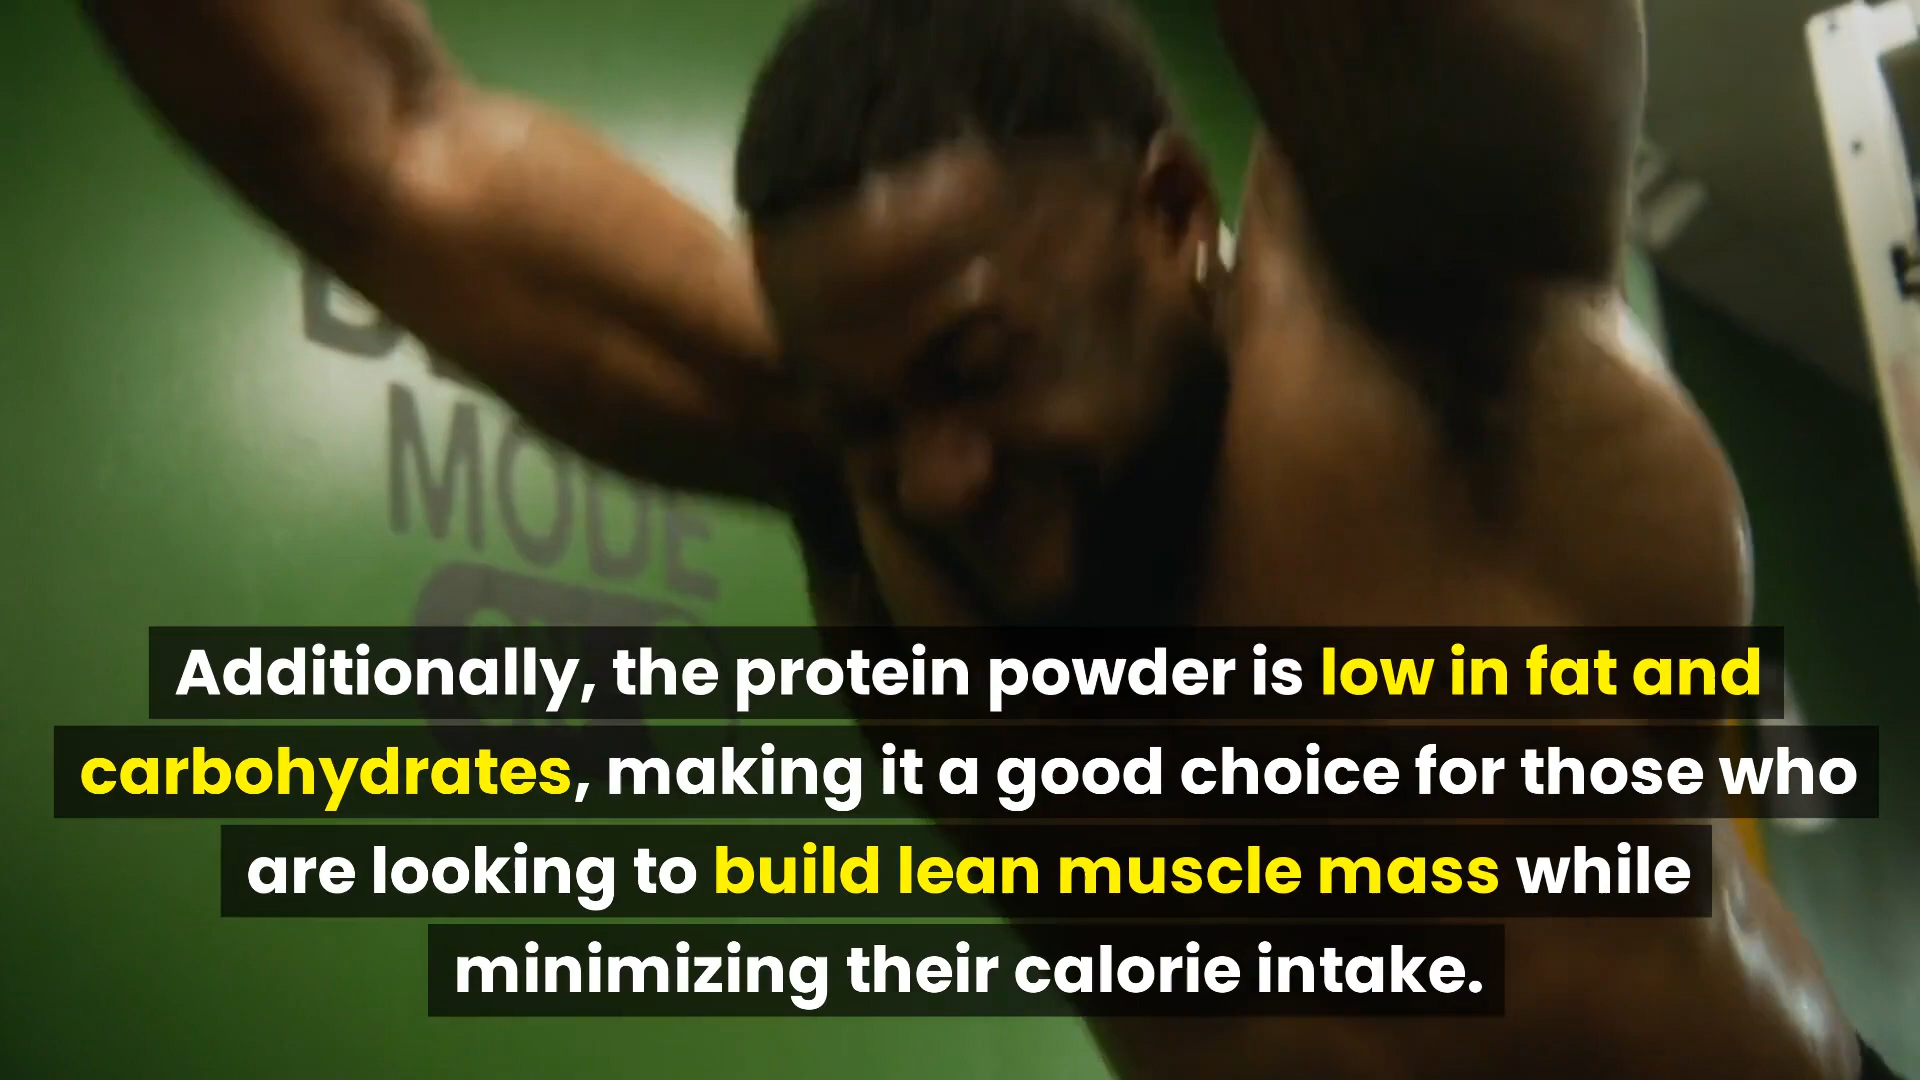 MODE
Additionally, the protein powder is low in fat and
carbohydrates, making it a good choice for those who
are looking to build lean muscle mass while
minimizing their calorie intake.